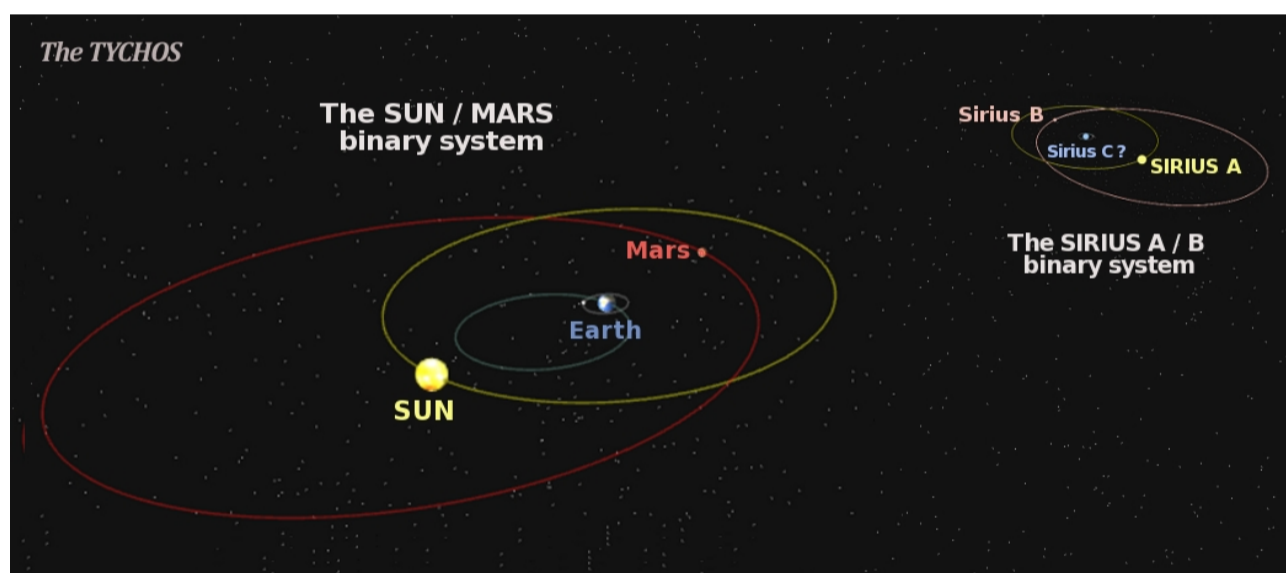 The TYCHOS
The SUN / MARS
binary system
Sirius B
Sirius C ?
SIRIUS A
The SIRIUS A / B
binary system
Mars
Earth
SUN